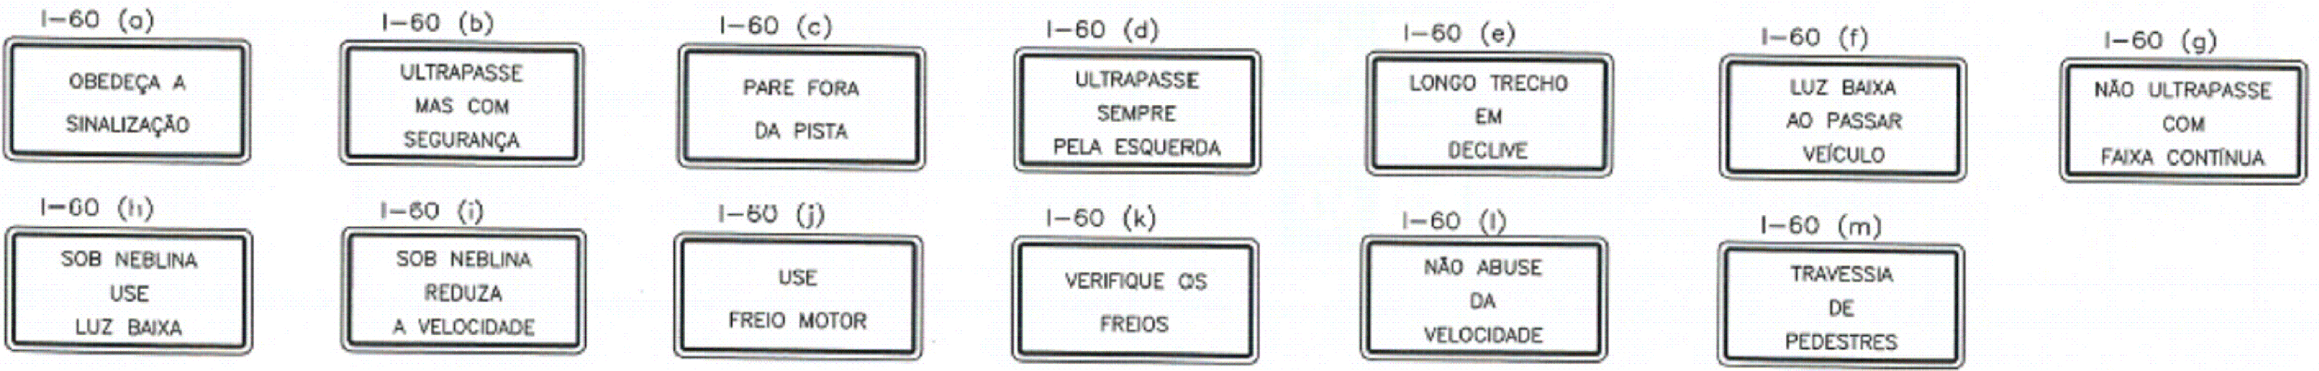 I-60 (a)
OBEDEÇA A
SINALIZAÇÃO
I-60 (b)
ULTRAPASSE
MAS COM
SEGURANÇA
I-60 (c)
PARE FORA
DA PISTA
I-60 (d)
ULTRAPASSE
SEMPRE
PELA ESQUERDA
I-60 (e)
LONGO TRECHO
EM
DECLIVE
I-60 (f)
LUZ BAIXA
AO PASSAR
VEÍCULO
I-60 (g)
NÃO ULTRAPASSE
COM
FAIXA CONTÍNUA
I-60 (h)
SOB NEBLINA
USE
LUZ BAIXA
I-60 (i)
SOB NEBLINA
REDUZA
A VELOCIDADE
I-60 (j)
USE
FREIO MOTOR
I-60 (k)
VERIFIQUE OS
FREIOS
I-60 (l)
NÃO ABUSE
DA
VELOCIDADE
I-60 (m)
TRAVESSIA
DE
PEDESTRES